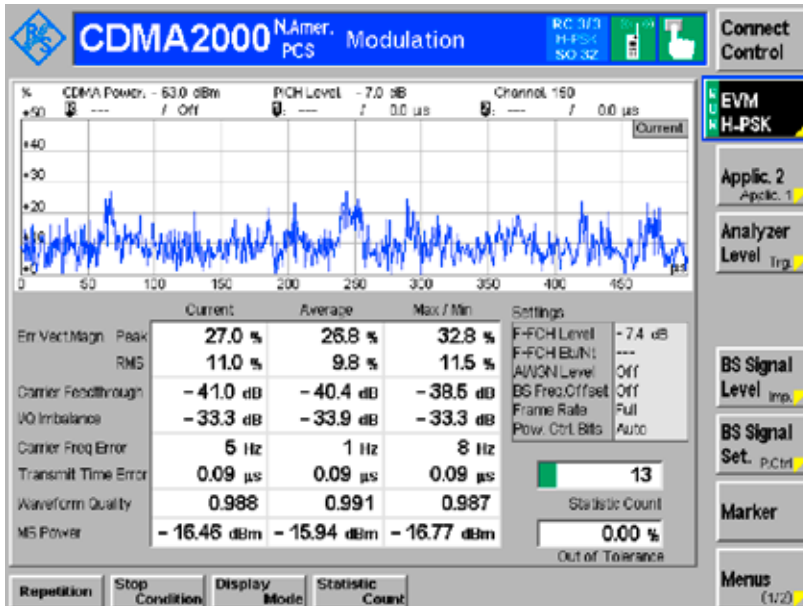 CDMA2000 N.Amer. PCS Modulation
RC 3/3
H-PSK
SO 32
Connect Control
% CDMA Power: - 63.0 dBm PICH Level: - 7.0 dB Channel: 150
+50 --- / Off --- / 0.0 µs --- / 0.0 µs
Current
+40
+30
+20
+10
+0
0 50 100 150 200 250 300 350 400 450 µs
RUN
EVM H-PSK
Applic. 2
Applic. 1
Analyzer Level Trg.
BS Signal Level Imp.
BS Signal Set. P.Ctrl
Marker
Menus (1/2)
Current Average Max / Min
Err.Vect.Magn. Peak 27.0 % 26.8 % 32.8 %
RMS 11.0 % 9.8 % 11.5 %
Carrier Feedthrough - 41.0 dB - 40.4 dB - 38.5 dB
I/Q Imbalance - 33.3 dB - 33.9 dB - 33.3 dB
Carrier Freq Error 5 Hz 1 Hz 8 Hz
Transmit Time Error 0.09 µs 0.09 µs 0.09 µs
Waveform Quality 0.988 0.991 0.987
MS Power - 16.46 dBm - 15.94 dBm - 16.77 dBm
Settings
F-FCH Level - 7.4 dB
F-FCH Eb/Nt ---
AWGN Level Off
BS Freq.Offset Off
Frame Rate Full
Pow. Ctrl. Bits Auto
13
Statistic Count
0.00 %
Out of Tolerance
Repetition
Stop Condition
Display Mode
Statistic Count